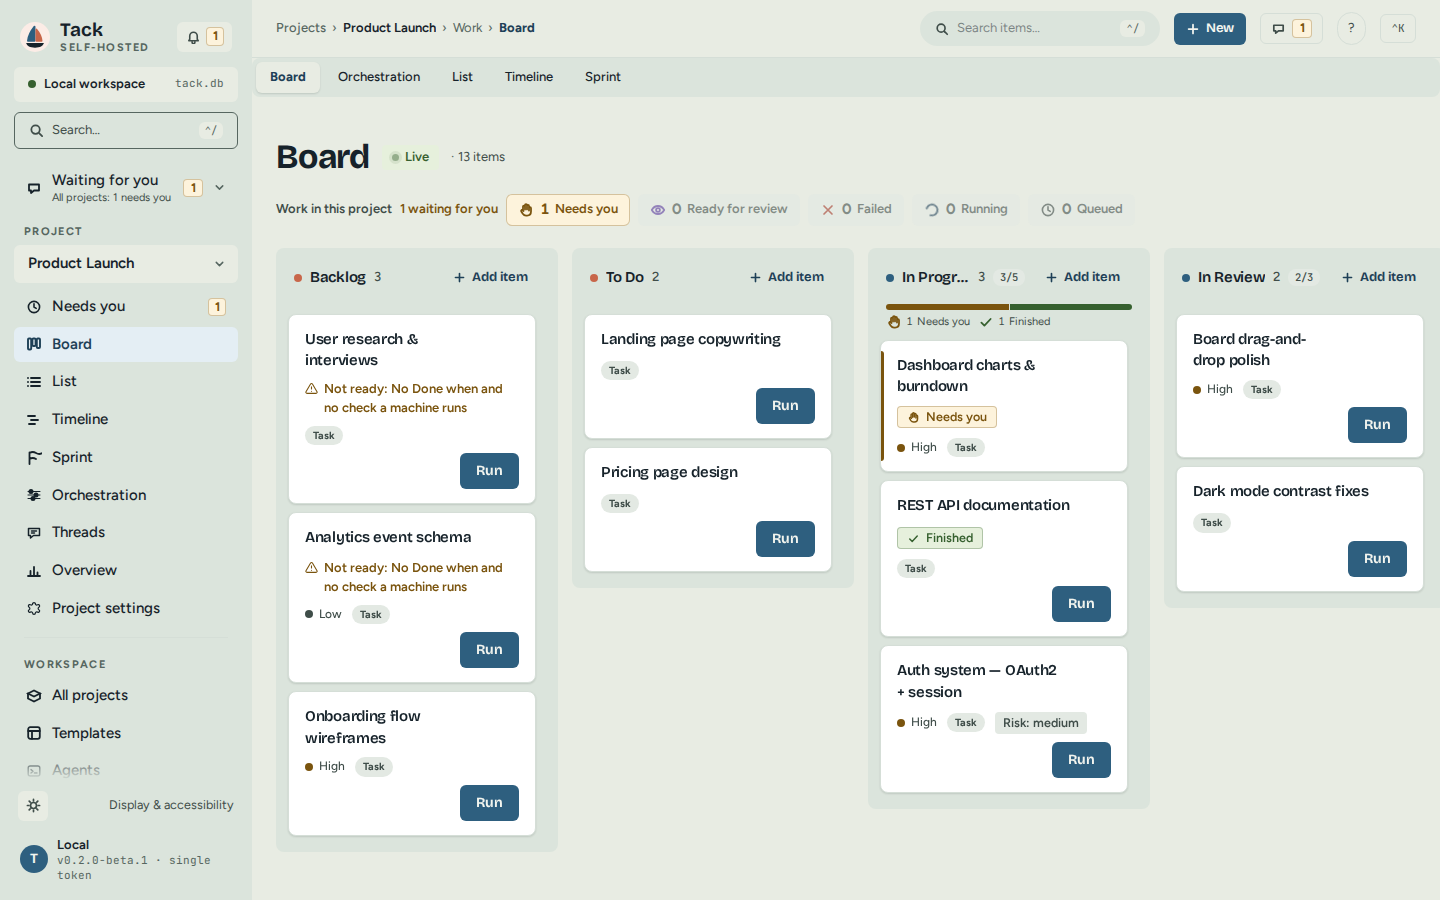 Tack
SELF-HOSTED
1
Local workspace
tack.db
Search...
^/
Waiting for you
All projects: 1 needs you
1
PROJECT
Product Launch
Needs you
1
Board
List
Timeline
Sprint
Orchestration
Threads
Overview
Project settings
WORKSPACE
All projects
Templates
Agents
Display & accessibility
T
Local
v0.2.0-beta.1 · single
token
Projects › Product Launch › Work › Board
Search items...
^/
+ New
1
?
^K
Board
Orchestration
List
Timeline
Sprint
Board
Live
· 13 items
Work in this project
1 waiting for you
1 Needs you
0 Ready for review
0 Failed
0 Running
0 Queued
Backlog 3
+ Add item
User research &
interviews
Not ready: No Done when and
no check a machine runs
Task
Run
Analytics event schema
Not ready: No Done when and
no check a machine runs
Low
Task
Run
Onboarding flow
wireframes
High
Task
Run
To Do 2
+ Add item
Landing page copywriting
Task
Run
Pricing page design
Task
Run
In Progr... 3 3/5
+ Add item
1 Needs you
1 Finished
Dashboard charts &
burndown
Needs you
High
Task
REST API documentation
Finished
Task
Run
Auth system — OAuth2
+ session
High
Task
Risk: medium
Run
In Review 2 2/3
+ Add item
Board drag-and-
drop polish
High
Task
Run
Dark mode contrast fixes
Task
Run